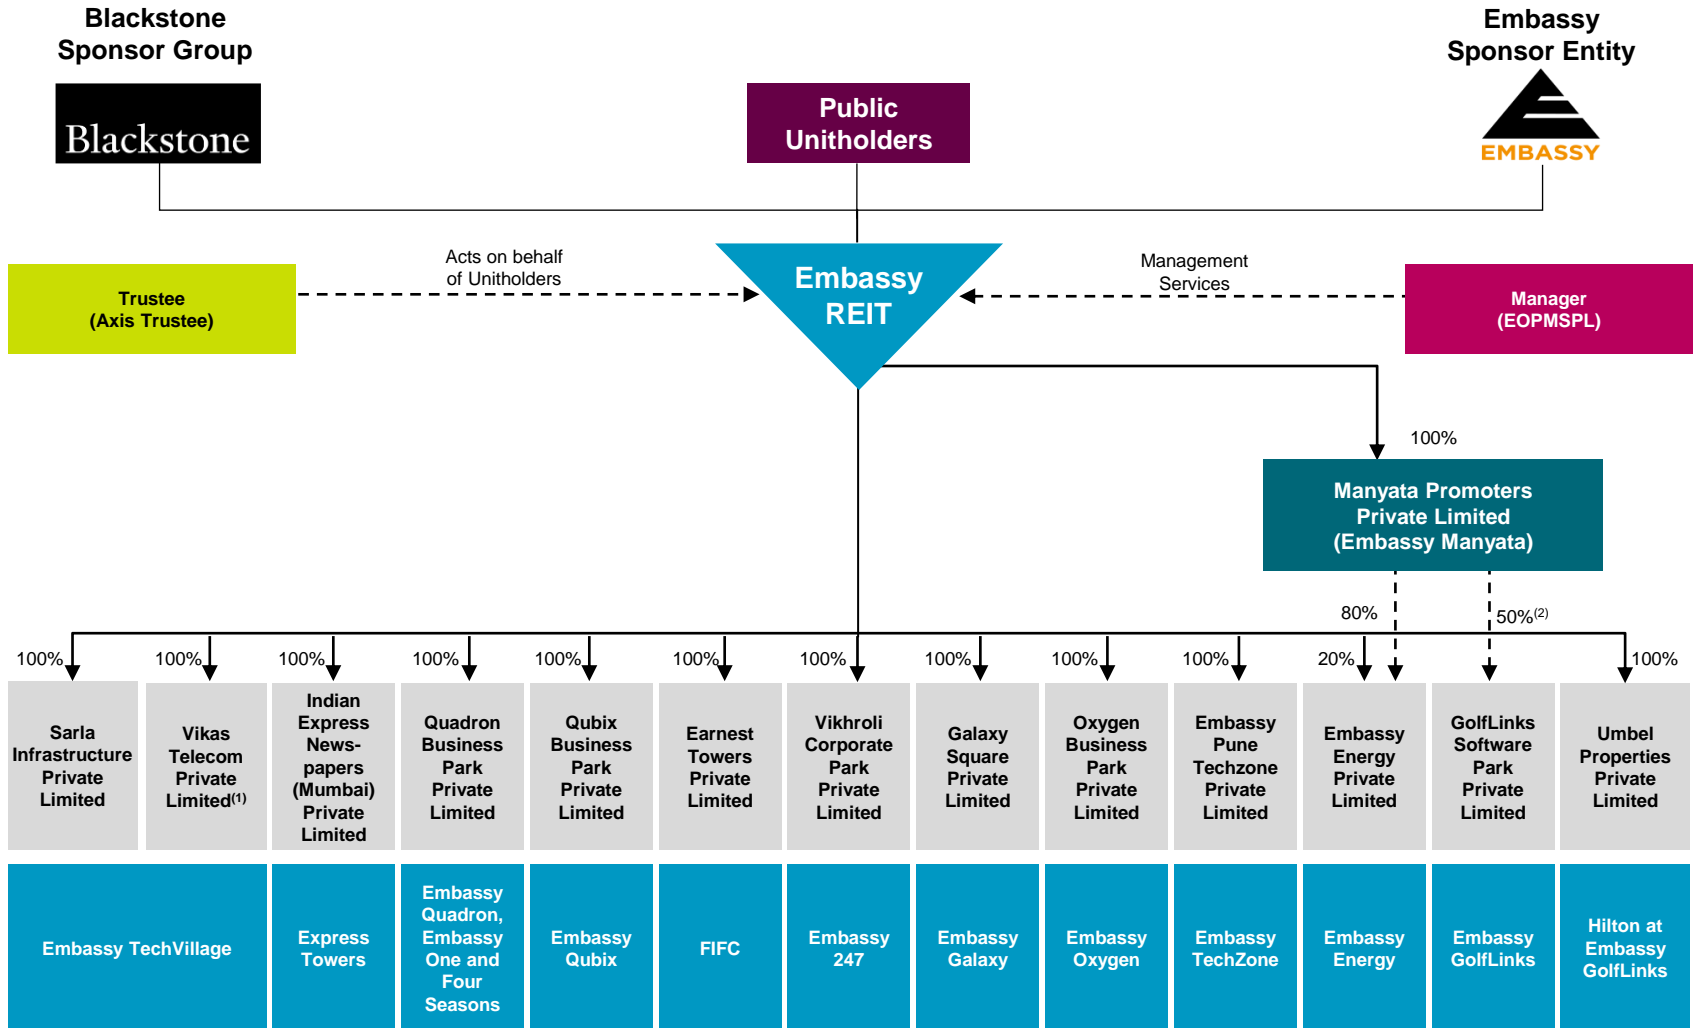 Blackstone
Sponsor Group
Blackstone
Public
Unitholders
Embassy
Sponsor Entity
EMBASSY
Trustee
(Axis Trustee)
Acts on behalf
of Unitholders
Embassy
REIT
Management
Services
Manager
(EOPMSPL)
100%
Manyata Promoters
Private Limited
(Embassy Manyata)
80%
50%(2)
100%
100%
100%
100%
100%
100%
100%
100%
100%
100%
20%
100%
Sarla
Infrastructure
Private
Limited
Vikas
Telecom
Private
Limited(1)
Indian
Express
News-
papers
(Mumbai)
Private
Limited
Quadron
Business
Park
Private
Limited
Qubix
Business
Park
Private
Limited
Earnest
Towers
Private
Limited
Vikhroli
Corporate
Park
Private
Limited
Galaxy
Square
Private
Limited
Oxygen
Business
Park
Private
Limited
Embassy
Pune
Techzone
Private
Limited
Embassy
Energy
Private
Limited
GolfLinks
Software
Park
Private
Limited
Umbel
Properties
Private
Limited
Embassy TechVillage
Express
Towers
Embassy
Quadron,
Embassy
One and
Four
Seasons
Embassy
Qubix
FIFC
Embassy
247
Embassy
Galaxy
Embassy
Oxygen
Embassy
TechZone
Embassy
Energy
Embassy
GolfLinks
Hilton at
Embassy
GolfLinks